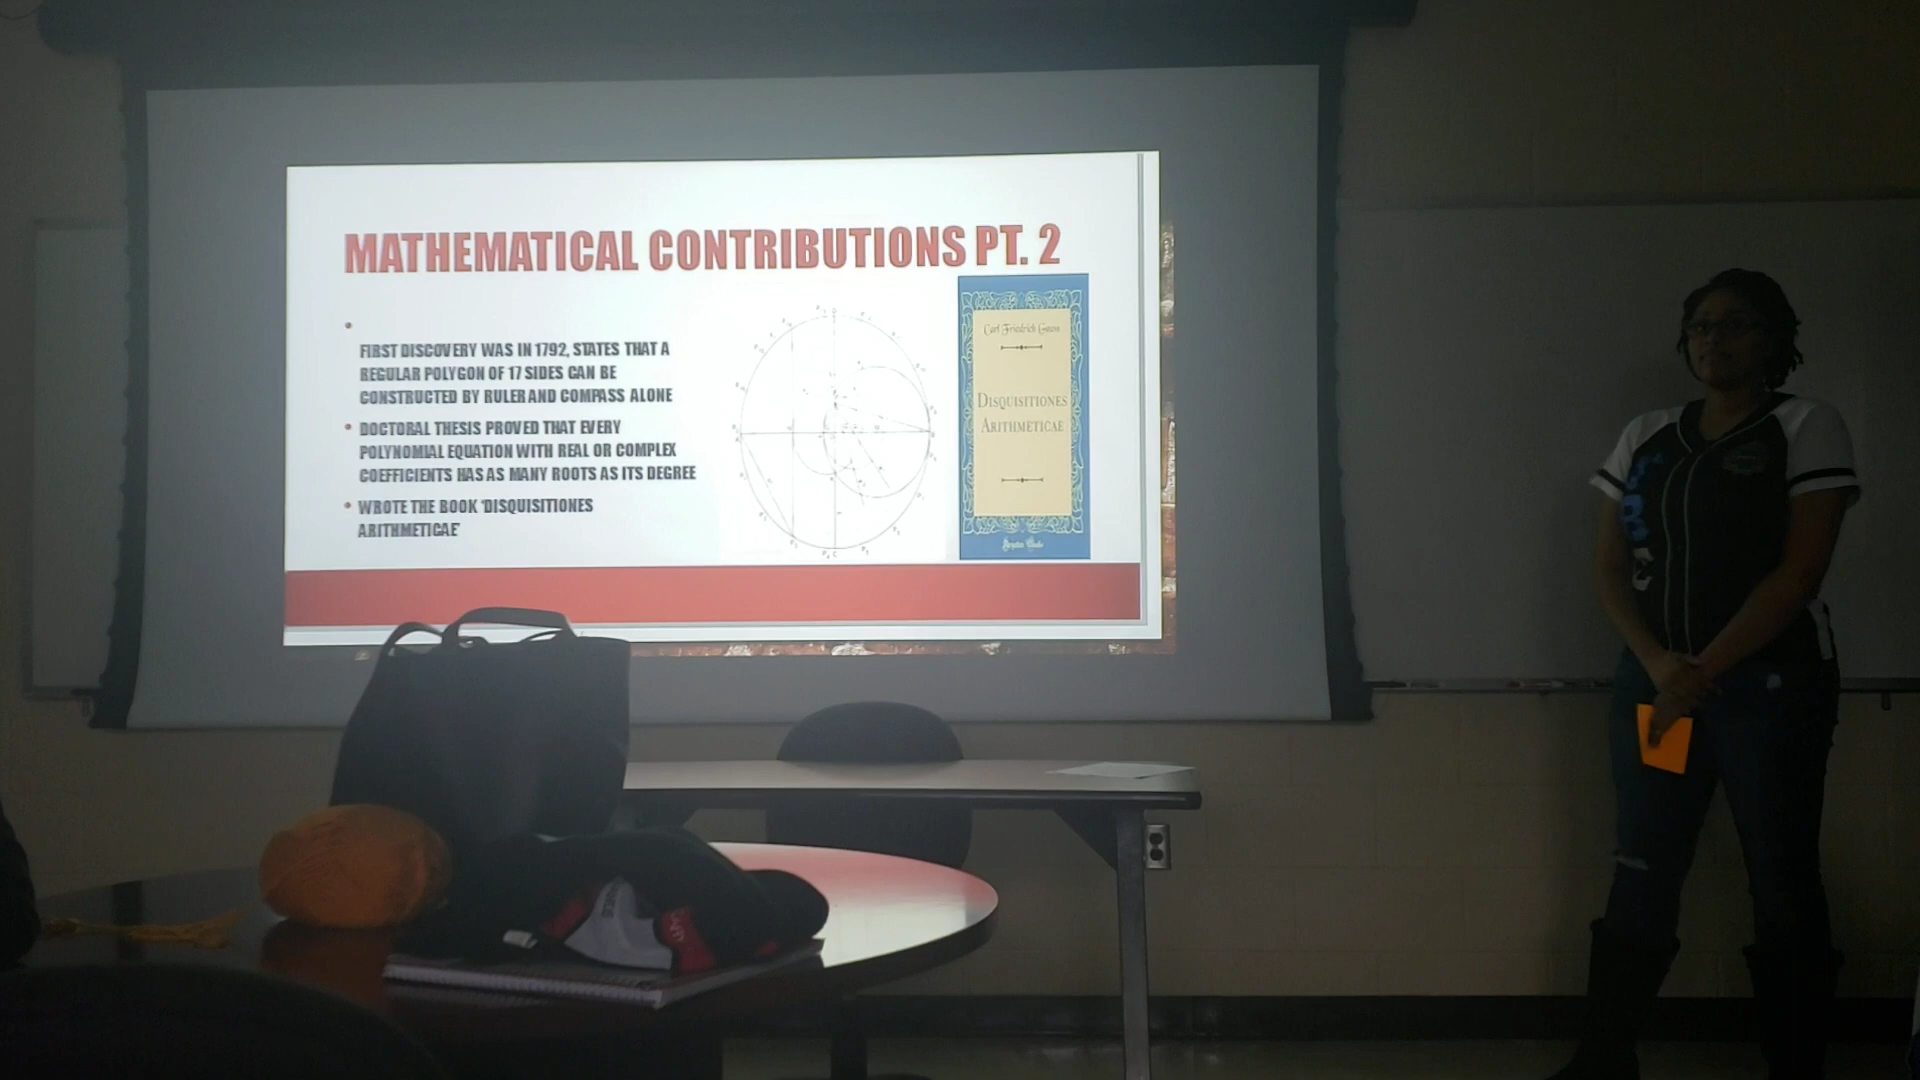 MATHEMATICAL CONTRIBUTIONS PT. 2
FIRST DISCOVERY WAS IN 1792, STATES THAT A
REGULAR POLYGON OF 17 SIDES CAN BE
CONSTRUCTED BY RULER AND COMPASS ALONE
DOCTORAL THESIS PROVED THAT EVERY
POLYNOMIAL EQUATION WITH REAL OR COMPLEX
COEFFICIENTS HAS AS MANY ROOTS AS ITS DEGREE
WROTE THE BOOK 'DISQUISITIONES
ARITHMETICAE'
Carl Friedrich Gauss
DISQUISITIONES
ARITHMETICAE